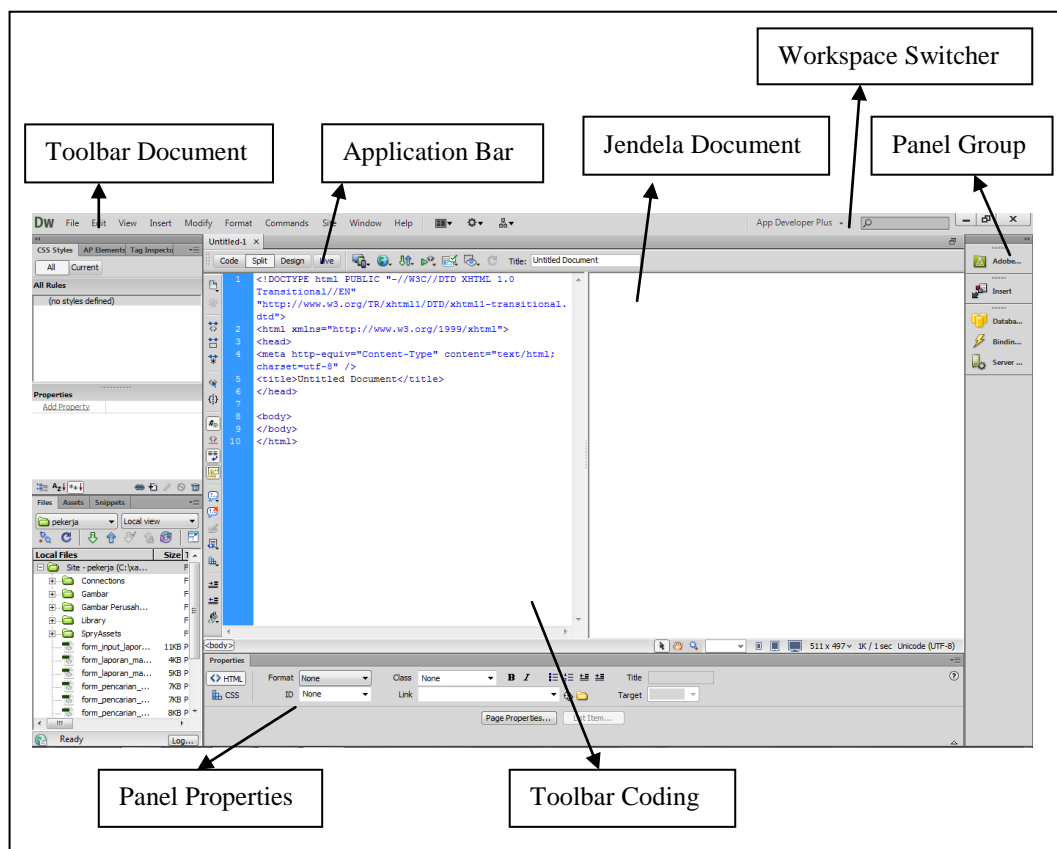 Workspace Switcher
Toolbar Document
Application Bar
Jendela Document
Panel Group
DW File Edit View Insert Modify Format Commands Site Window Help
App Developer Plus
CSS Styles AP Elements Tag Inspecto
All Current
All Rules
(no styles defined)
Properties
Add Property
Untitled-1
Code Split Design Live Title: Untitled Document
1 <!DOCTYPE html PUBLIC "-//W3C//DTD XHTML 1.0
Transitional//EN"
"http://www.w3.org/TR/xhtml1/DTD/xhtml1-transitional.
dtd">
2 <html xmlns="http://www.w3.org/1999/xhtml">
3 <head>
4 <meta http-equiv="Content-Type" content="text/html;
charset=utf-8" />
5 <title>Untitled Document</title>
6 </head>
7
8 <body>
9 </body>
10 </html>
Adobe...
Insert
Databa...
Bindin...
Server ...
Files Assets Snippets
pekerja Local view
Local Files Size T
Site - pekerja (C:\xa... F
Connections F
Gambar F
Gambar Perusah... F
Library F
SpryAssets F
form_input_lapor... 11KB P
form_laporan_ma... 4KB P
form_laporan_ma... 5KB P
form_pencarian_... 7KB P
form_pencarian_... 7KB P
form_pencarian_... 8KB P
Ready Log...
<body> 511 x 497 1K / 1 sec Unicode (UTF-8)
Properties
<> HTML Format None Class None B I Title
CSS ID None Link Target
Page Properties... List Item...
Panel Properties
Toolbar Coding